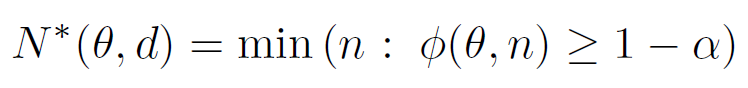 N*(θ, d) = min (n : ϕ(θ, n) ≥ 1 − α)